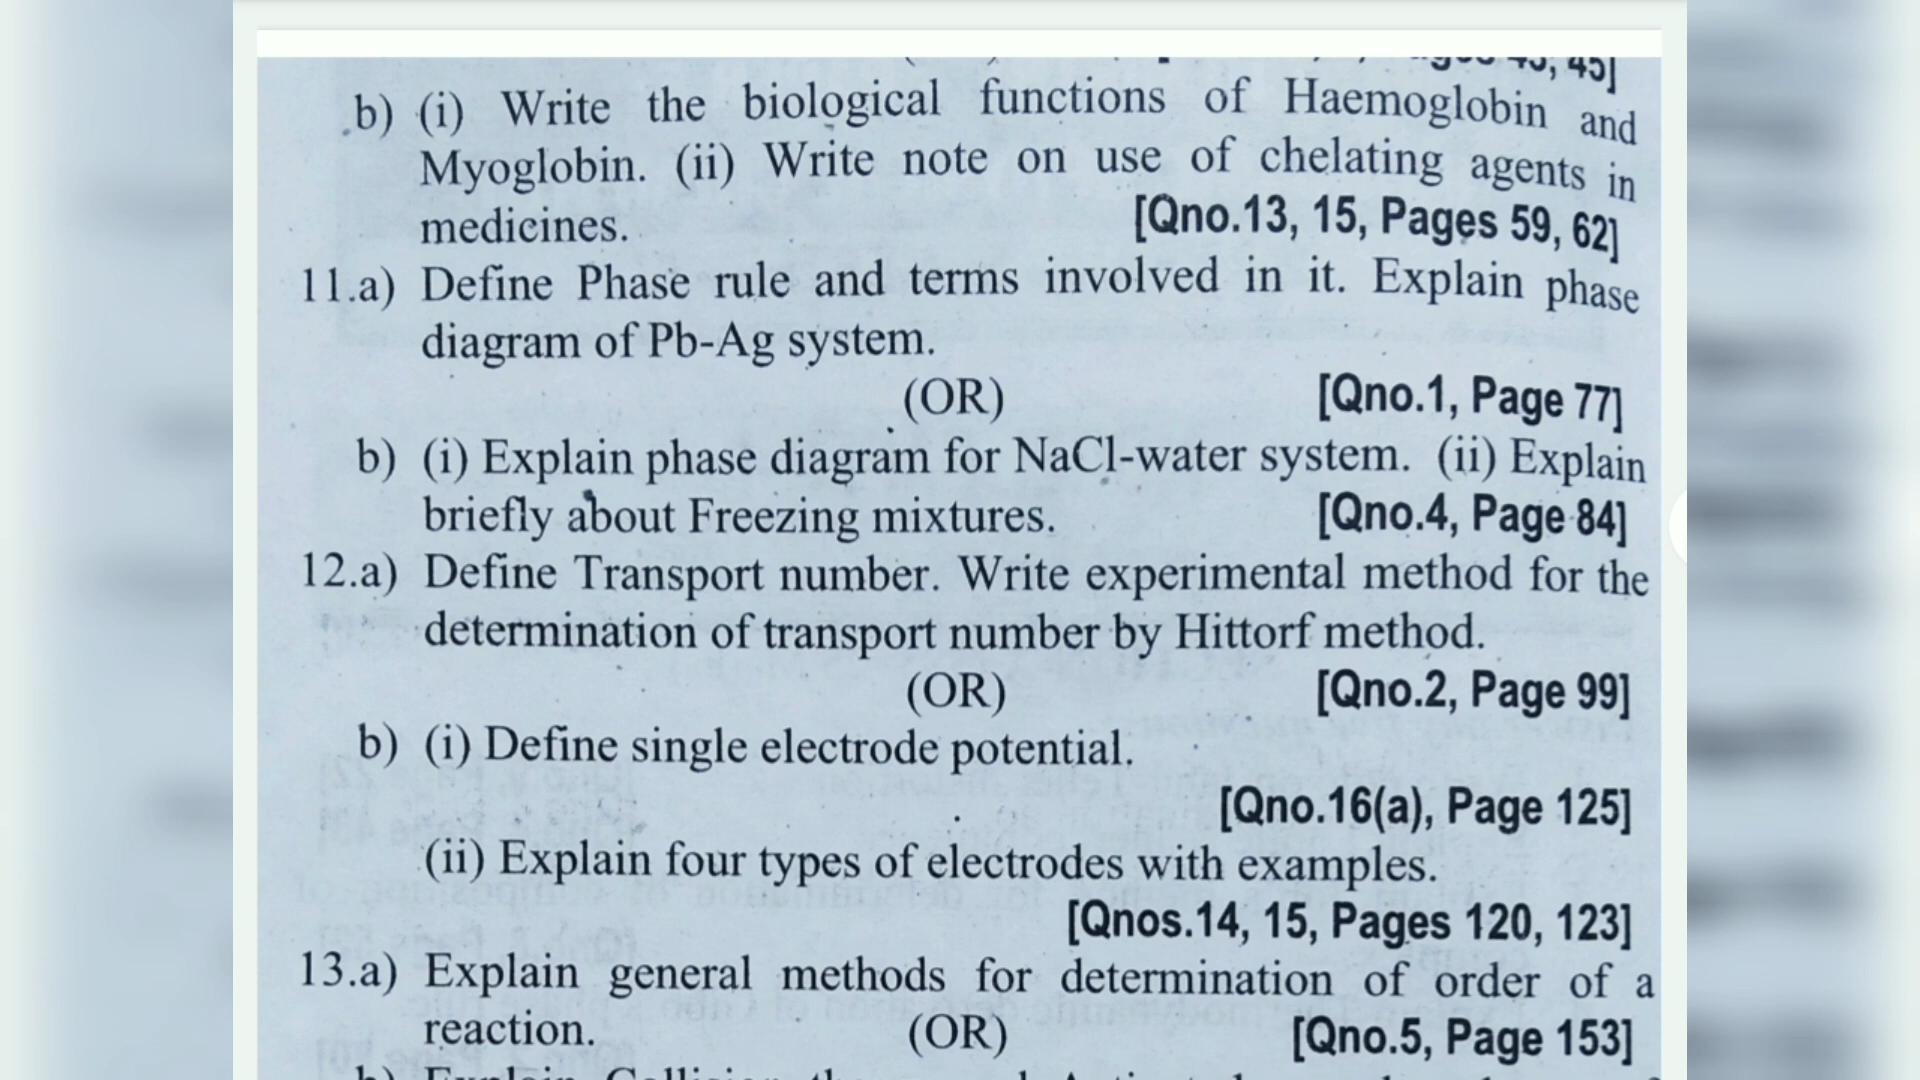 45]
b) (i) Write the biological functions of Haemoglobin and
Myoglobin. (ii) Write note on use of chelating agents in
medicines. [Qno.13, 15, Pages 59, 62]
11.a) Define Phase rule and terms involved in it. Explain phase
diagram of Pb-Ag system.
(OR) [Qno.1, Page 77]
b) (i) Explain phase diagram for NaCl-water system. (ii) Explain
briefly about Freezing mixtures. [Qno.4, Page 84]
12.a) Define Transport number. Write experimental method for the
determination of transport number by Hittorf method.
(OR) [Qno.2, Page 99]
b) (i) Define single electrode potential.
[Qno.16(a), Page 125]
(ii) Explain four types of electrodes with examples.
[Qnos.14, 15, Pages 120, 123]
13.a) Explain general methods for determination of order of a
reaction. (OR) [Qno.5, Page 153]
b) Explain